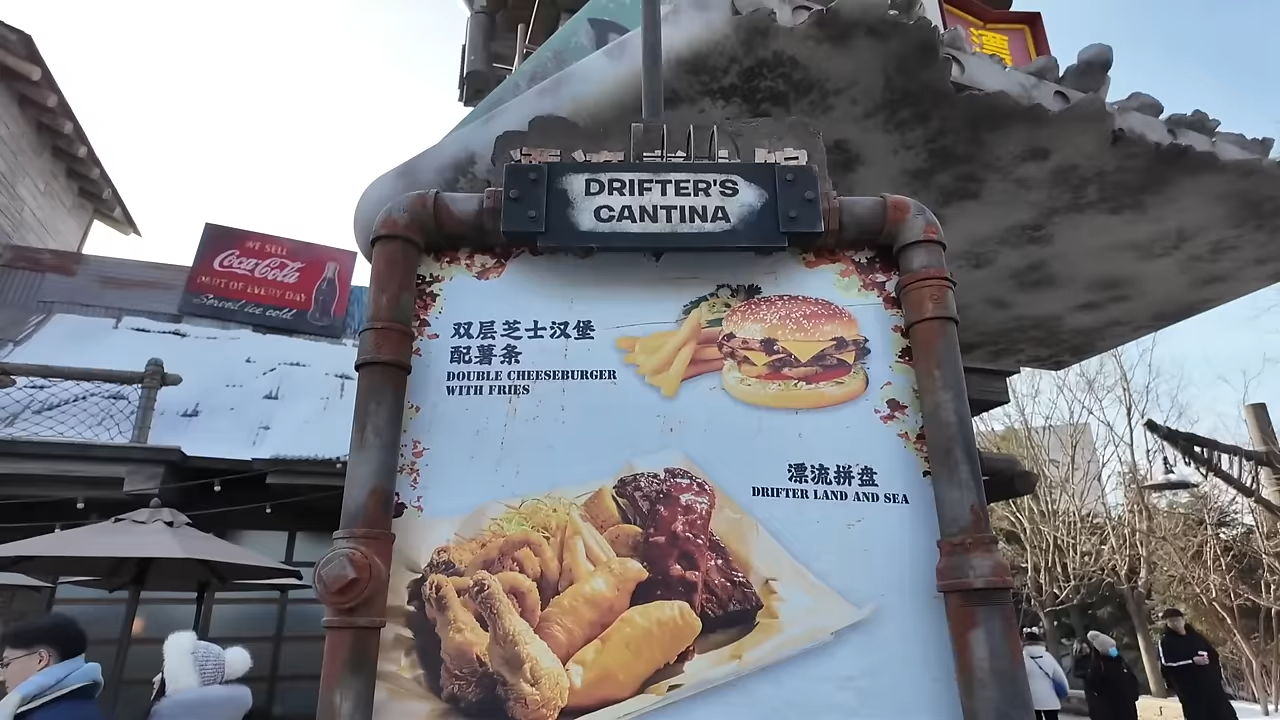 酒
DRIFTER'S
CANTINA
WE SELL
Coca-Cola
PART OF EVERY DAY
Served ice cold
双层芝士汉堡
配薯条
DOUBLE CHEESEBURGER
WITH FRIES
漂流拼盘
DRIFTER LAND AND SEA